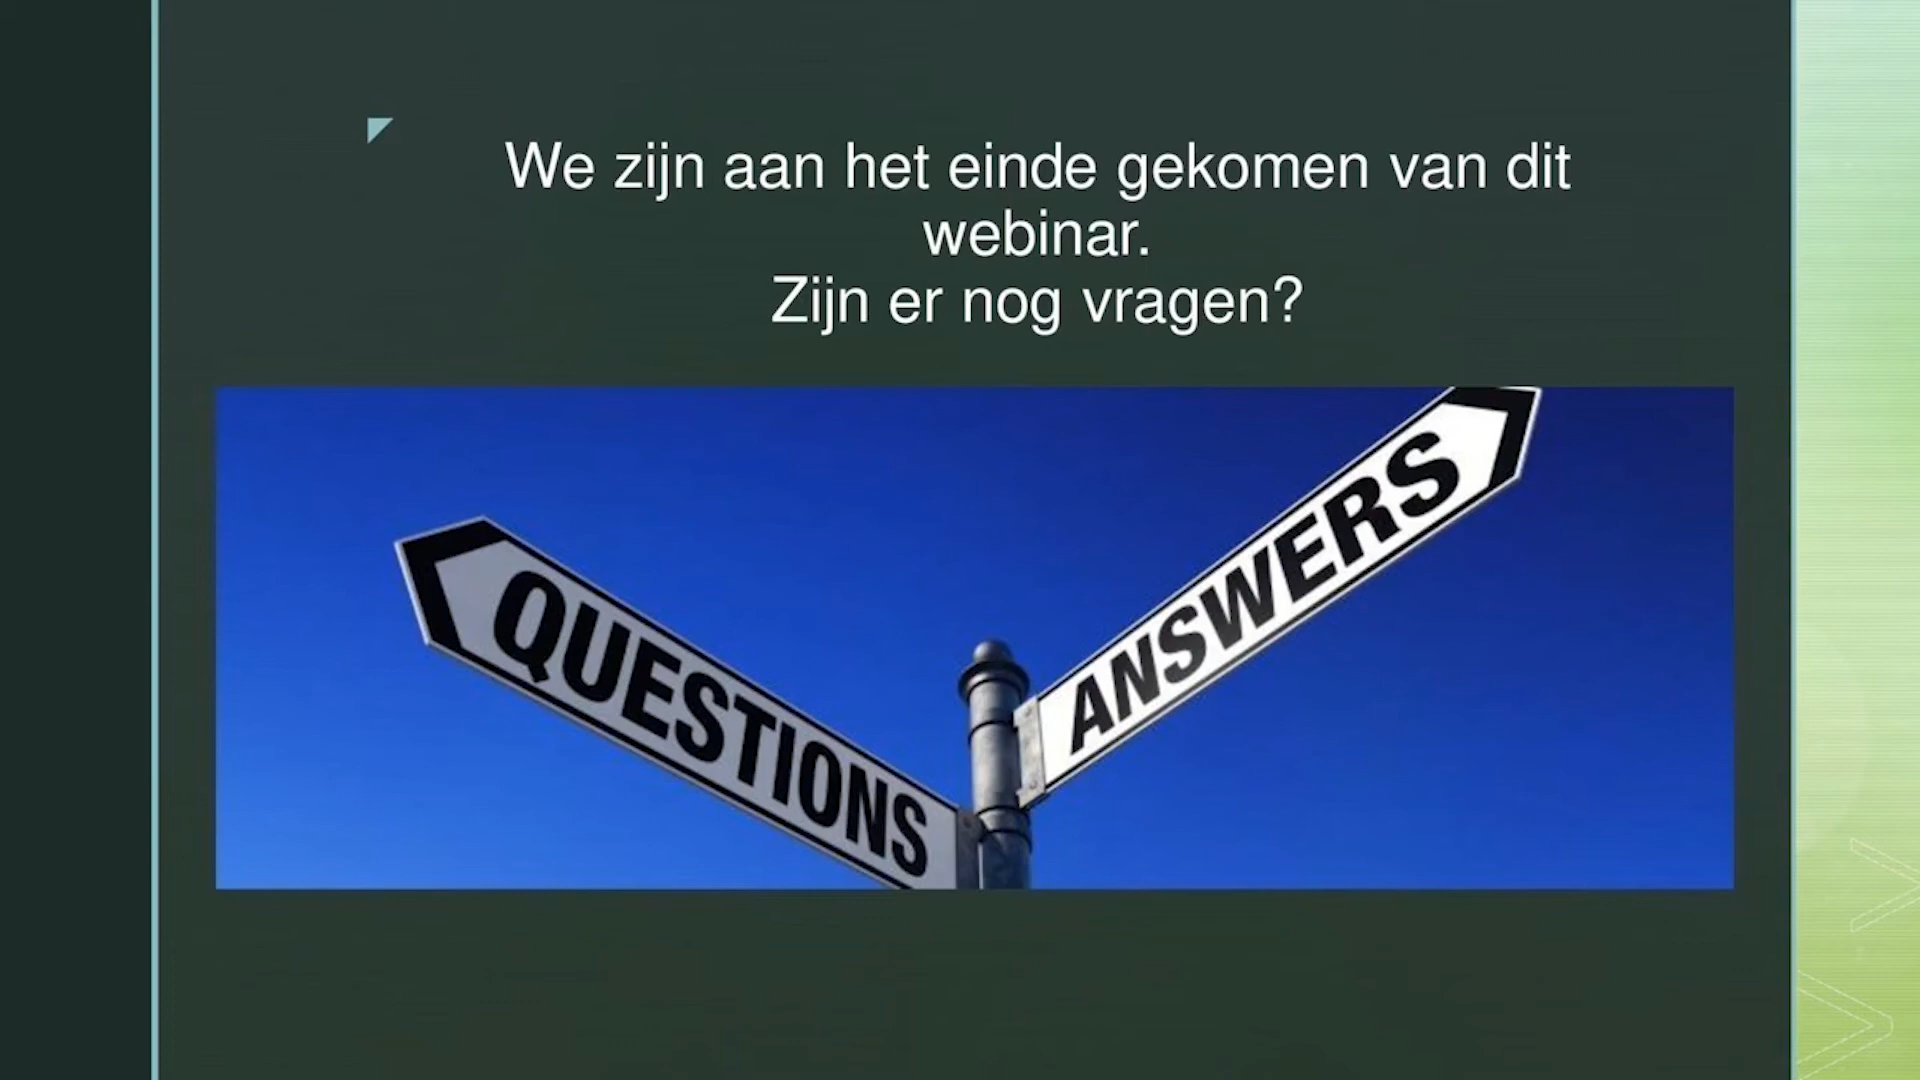 We zijn aan het einde gekomen van dit
webinar.
Zijn er nog vragen?
QUESTIONS
ANSWERS